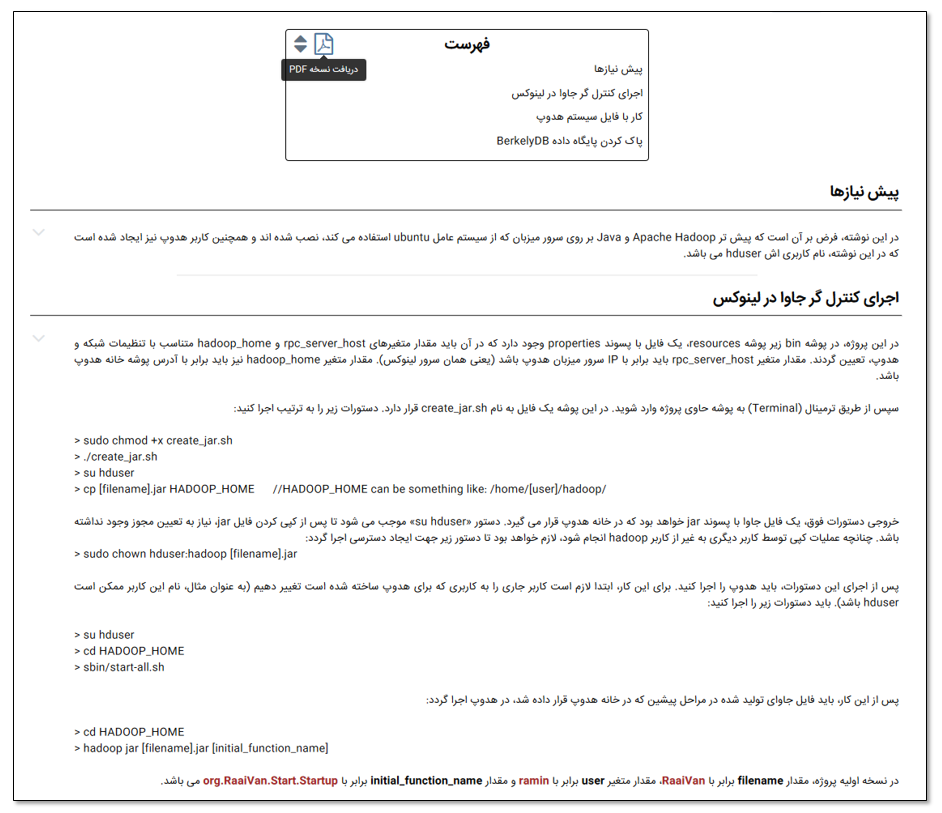 فهرست
دریافت نسخه PDF
پیش نیازها
اجرای کنترل گر جاوا در لینوکس
کار با فایل سیستم هدوپ
پاک کردن پایگاه داده BerkelyDB
پیش نیازها
در این نوشته، فرض بر آن است که پیش تر Apache Hadoop و Java بر روی سرور میزبان که از سیستم عامل ubuntu استفاده می کند، نصب شده اند و همچنین کاربر هدوپ نیز ایجاد شده است
که در این نوشته، نام کاربری اش hduser می باشد.
اجرای کنترل گر جاوا در لینوکس
در این پروژه، در پوشه bin زیر پوشه resources، یک فایل با پسوند properties وجود دارد که در آن باید مقدار متغیرهای rpc_server_host و hadoop_home متناسب با تنظیمات شبکه و
هدوپ، تعیین گردند. مقدار متغیر rpc_server_host باید برابر با IP سرور میزبان هدوپ باشد (یعنی همان سرور لینوکس). مقدار متغیر hadoop_home نیز باید برابر با آدرس پوشه خانه هدوپ
باشد.
سپس از طریق ترمینال (Terminal) به پوشه حاوی پروژه وارد شوید. در این پوشه یک فایل به نام create_jar.sh قرار دارد. دستورات زیر را به ترتیب اجرا کنید:
> sudo chmod +x create_jar.sh
> ./create_jar.sh
> su hduser
> cp [filename].jar HADOOP_HOME //HADOOP_HOME can be something like: /home/[user]/hadoop/
خروجی دستورات فوق، یک فایل جاوا با پسوند jar خواهد بود که در خانه هدوپ قرار می گیرد. دستور «su hduser» موجب می شود تا پس از کپی کردن فایل jar، نیاز به تعیین مجوز وجود نداشته
باشد. چنانچه عملیات کپی توسط کاربر دیگری به غیر از کاربر hadoop انجام شود، لازم خواهد بود تا دستور زیر جهت ایجاد دسترسی اجرا گردد:
> sudo chown hduser:hadoop [filename].jar
پس از اجرای این دستورات، باید هدوپ را اجرا کنید. برای این کار، ابتدا لازم است کاربر جاری را به کاربری که برای هدوپ ساخته شده است تغییر دهیم (به عنوان مثال، نام این کاربر ممکن است
hduser باشد). باید دستورات زیر را اجرا کنید:
> su hduser
> cd HADOOP_HOME
> sbin/start-all.sh
پس از این کار، باید فایل جاوای تولید شده در مراحل پیشین که در خانه هدوپ قرار داده شد، در هدوپ اجرا گردد:
> cd HADOOP_HOME
> hadoop jar [filename].jar [initial_function_name]
در نسخه اولیه پروژه، مقدار filename برابر با RaaiVan، مقدار متغیر user برابر با ramin و مقدار initial_function_name برابر با org.RaaiVan.Start.Startup می باشد.